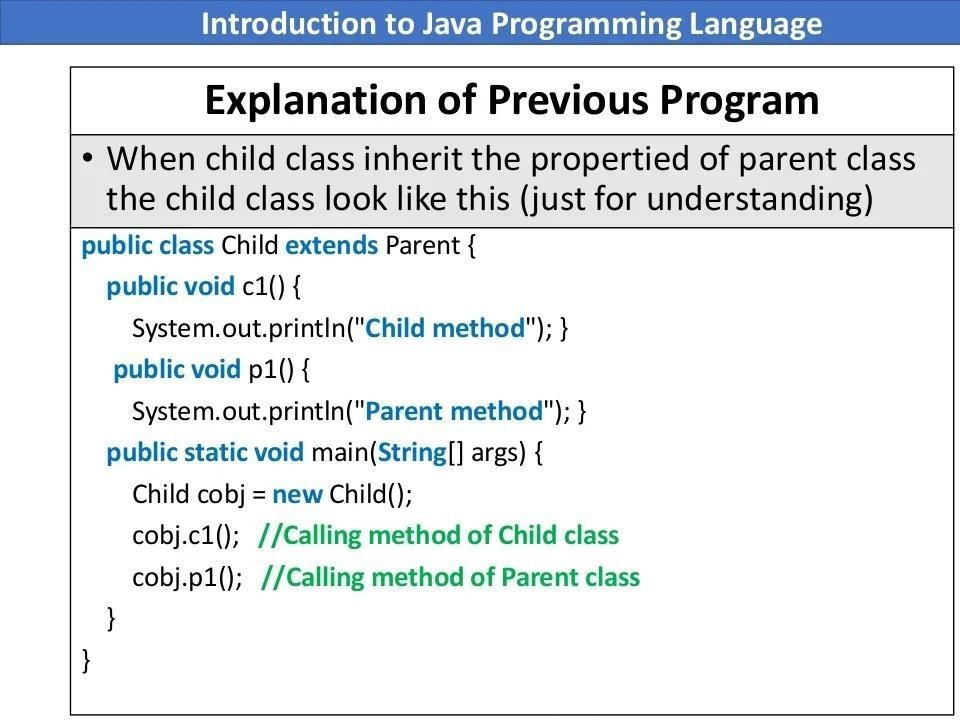 Introduction to Java Programming Language
Explanation of Previous Program
• When child class inherit the propertied of parent class
the child class look like this (just for understanding)
public class Child extends Parent {
public void c1() {
System.out.println("Child method"); }
public void p1() {
System.out.println("Parent method"); }
public static void main(String[] args) {
Child cobj = new Child();
cobj.c1();   //Calling method of Child class
cobj.p1();   //Calling method of Parent class
}
}